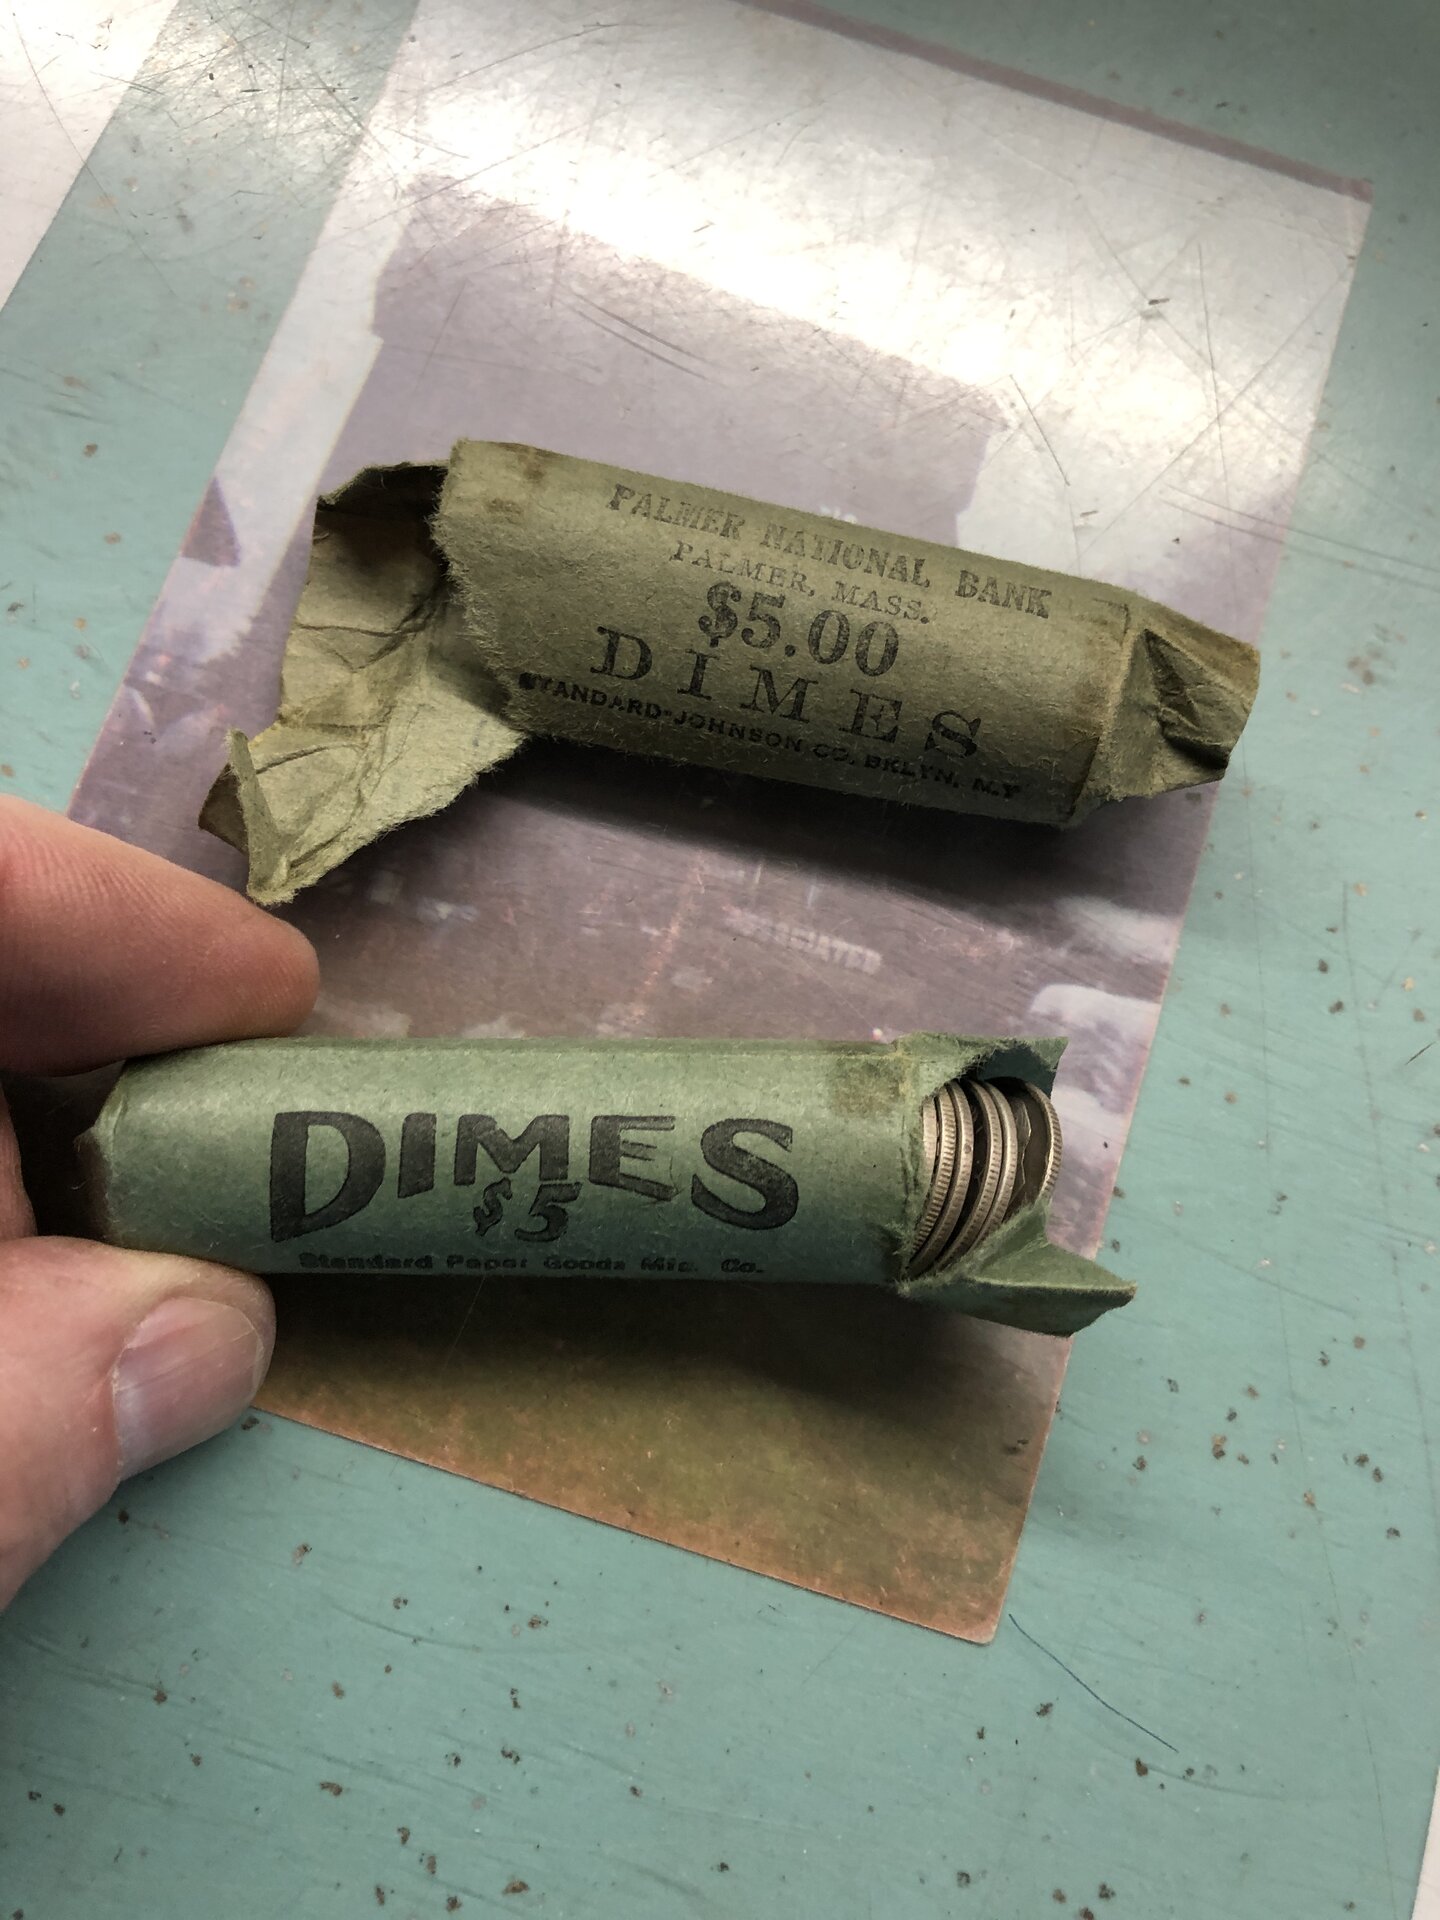 PALMER NATIONAL BANK
PALMER, MASS.
$5.00
DIMES
STANDARD-JOHNSON CO. BKLYN, N.Y
DIMES
$5
Standard Paper Goods Mfg. Co.